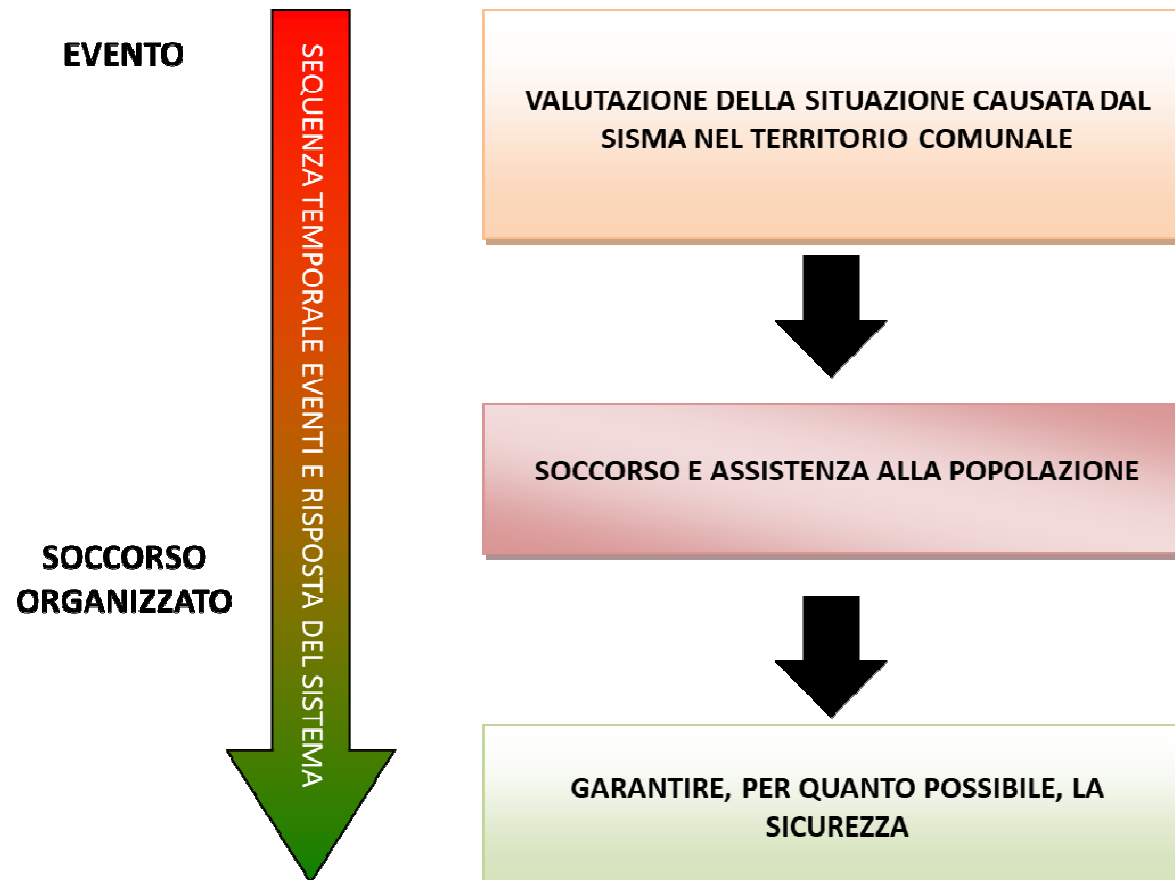 EVENTO
SEQUENZA TEMPORALE EVENTI E RISPOSTA DEL SISTEMA
VALUTAZIONE DELLA SITUAZIONE CAUSATA DAL
SISMA NEL TERRITORIO COMUNALE
SOCCORSO E ASSISTENZA ALLA POPOLAZIONE
SOCCORSO
ORGANIZZATO
GARANTIRE, PER QUANTO POSSIBILE, LA
SICUREZZA